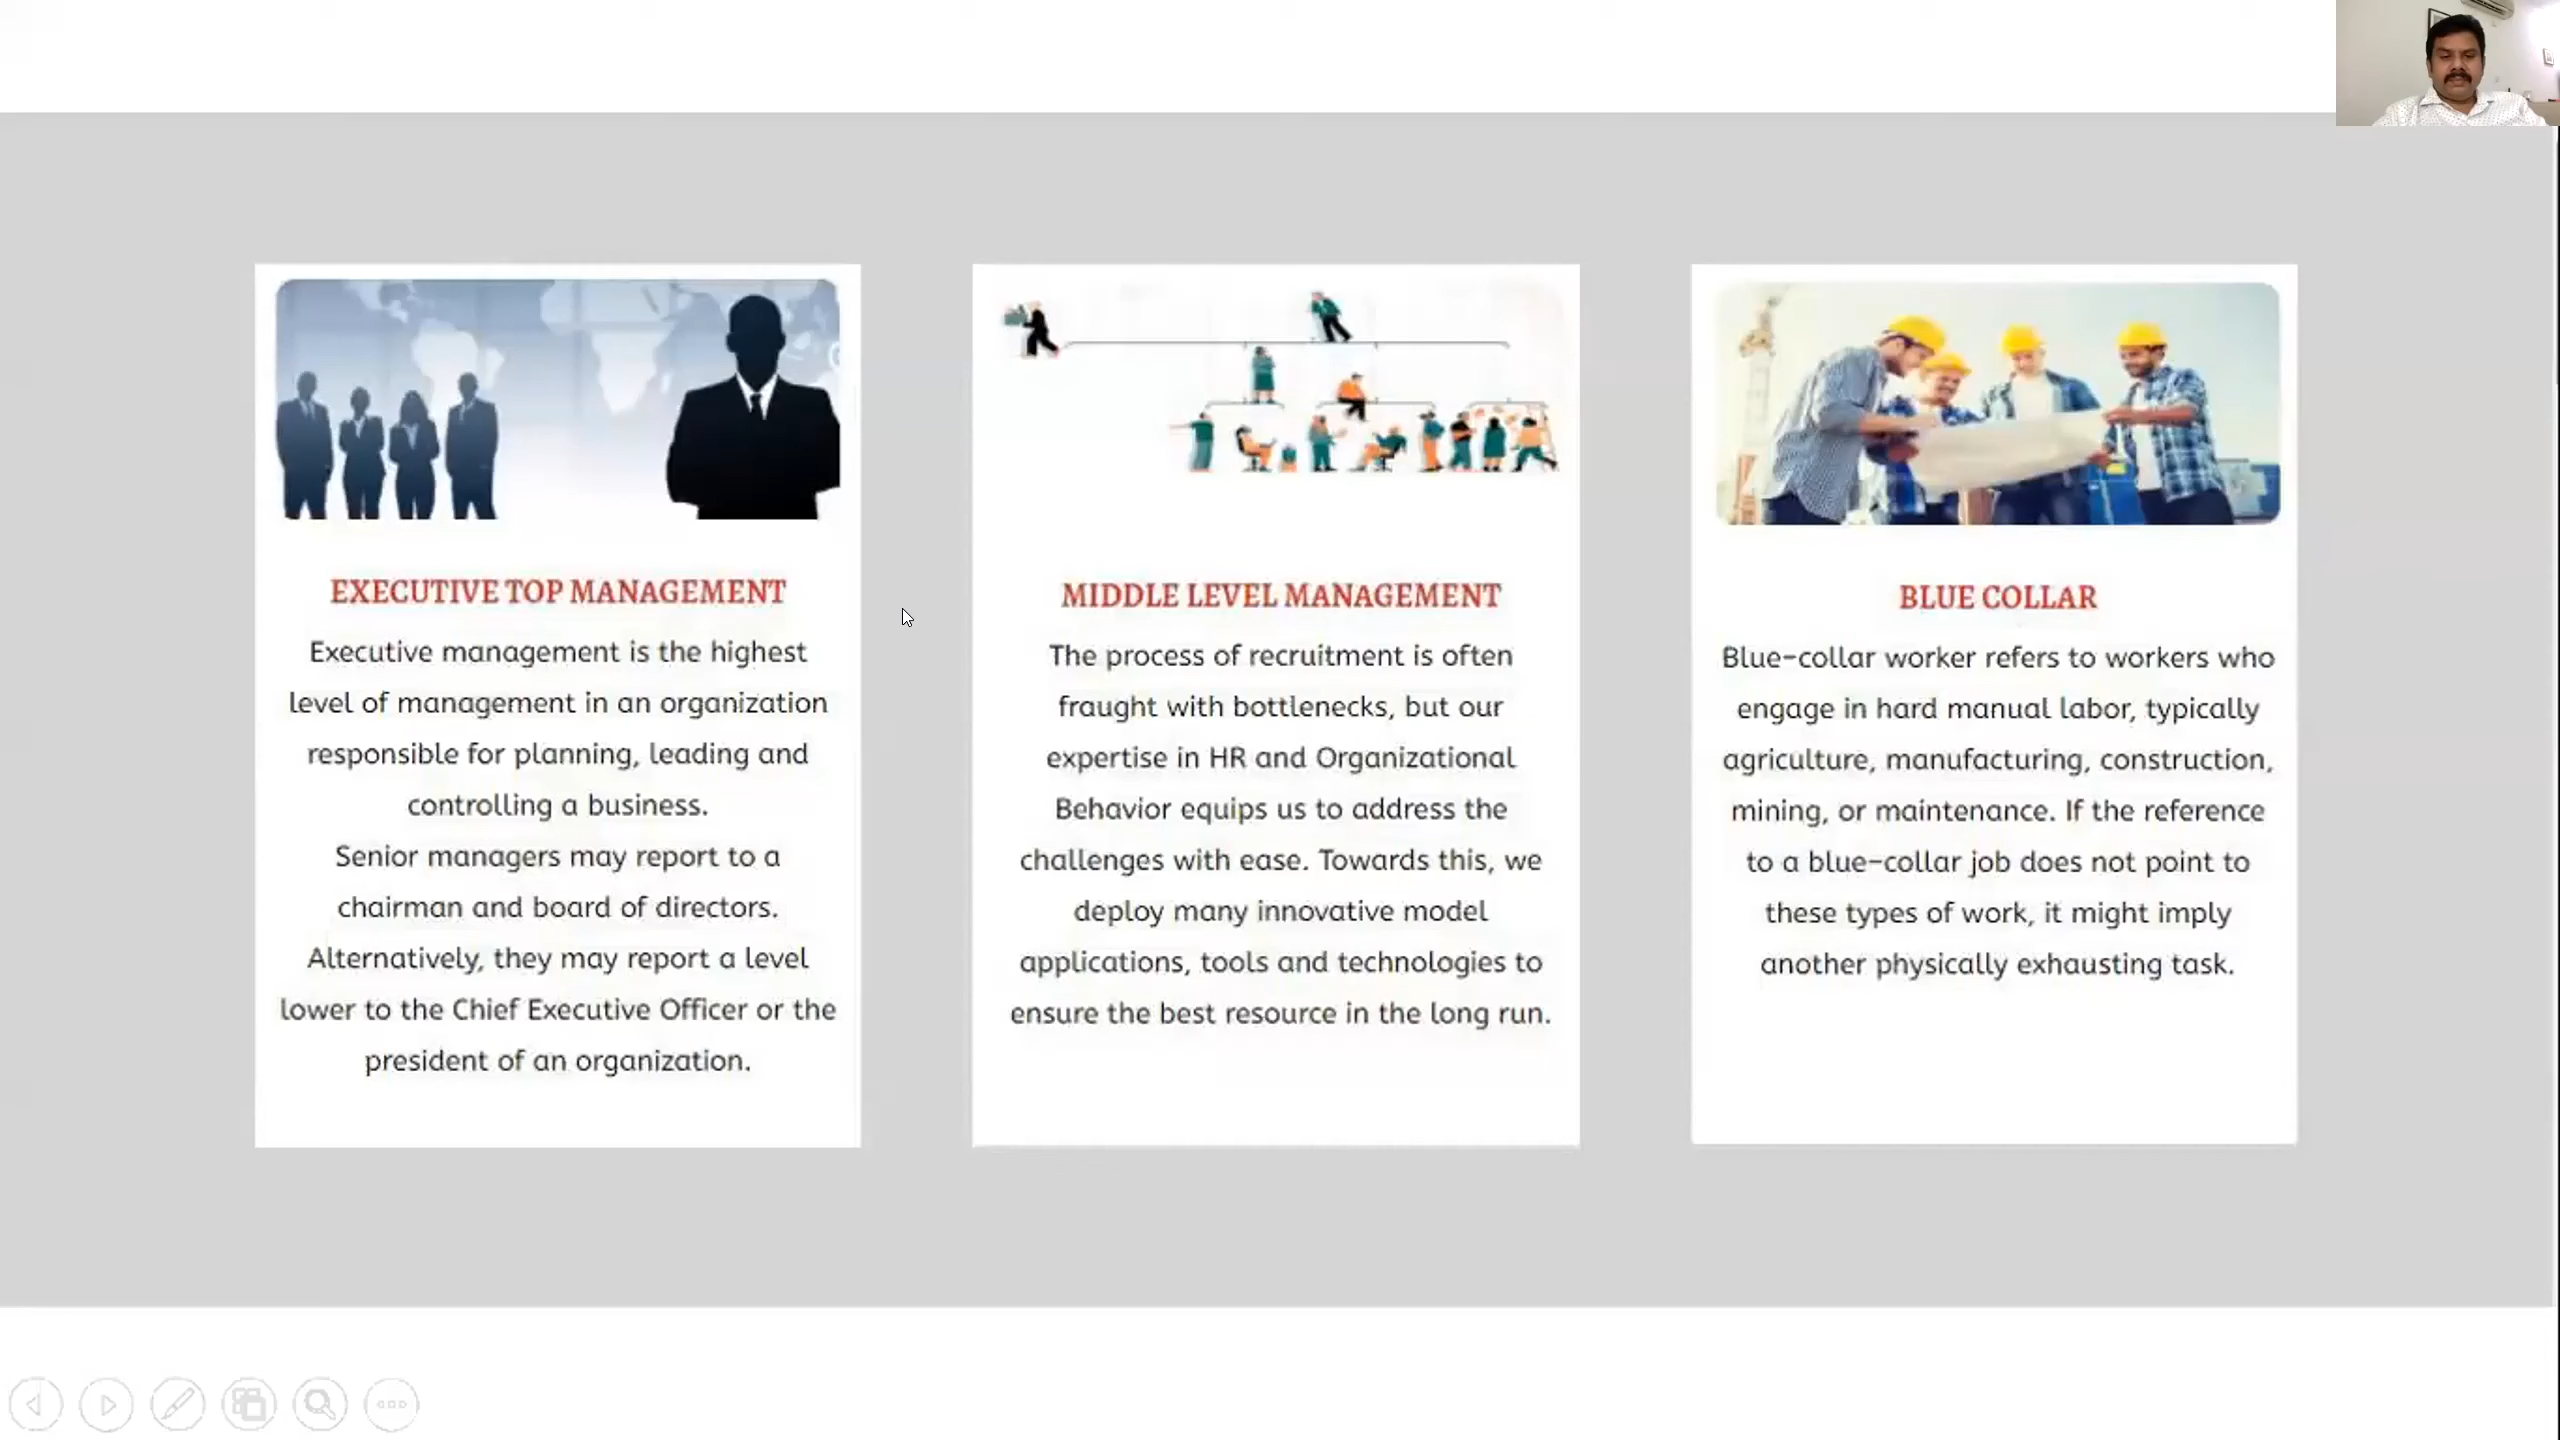 EXECUTIVE TOP MANAGEMENT
Executive management is the highest
level of management in an organization
responsible for planning, leading and
controlling a business.
Senior managers may report to a
chairman and board of directors.
Alternatively, they may report a level
lower to the Chief Executive Officer or the
president of an organization.
MIDDLE LEVEL MANAGEMENT
The process of recruitment is often
fraught with bottlenecks, but our
expertise in HR and Organizational
Behavior equips us to address the
challenges with ease. Towards this, we
deploy many innovative model
applications, tools and technologies to
ensure the best resource in the long run.
BLUE COLLAR
Blue-collar worker refers to workers who
engage in hard manual labor, typically
agriculture, manufacturing, construction,
mining, or maintenance. If the reference
to a blue-collar job does not point to
these types of work, it might imply
another physically exhausting task.